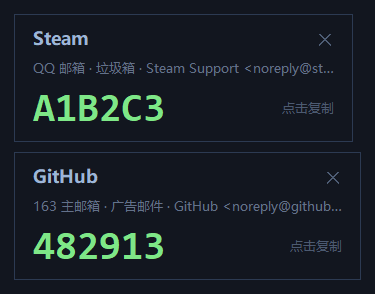 Steam
QQ 邮箱 · 垃圾箱 · Steam Support <noreply@st...
A1B2C3
点击复制
GitHub
163 主邮箱 · 广告邮件 · GitHub <noreply@github...
482913
点击复制